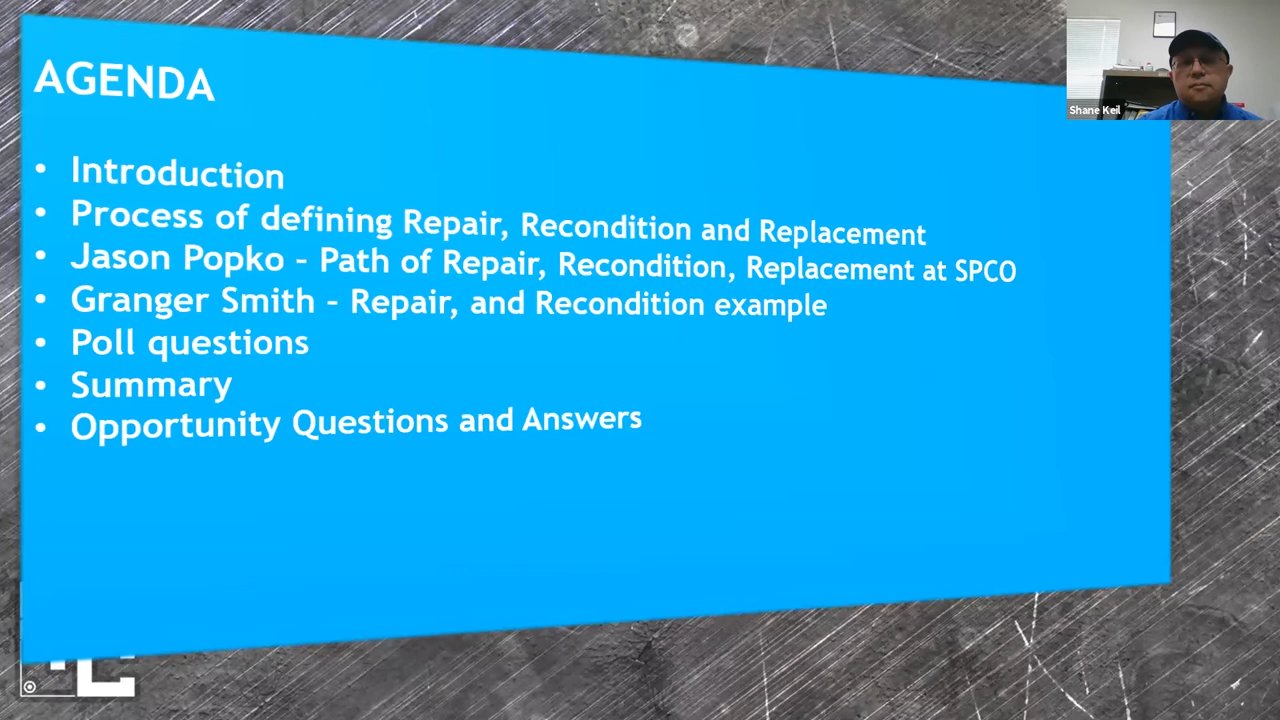 AGENDA
• Introduction
• Process of defining Repair, Recondition and Replacement
• Jason Popko – Path of Repair, Recondition, Replacement at SPCO
• Granger Smith – Repair, and Recondition example
• Poll questions
• Summary
• Opportunity Questions and Answers
Shane Keil